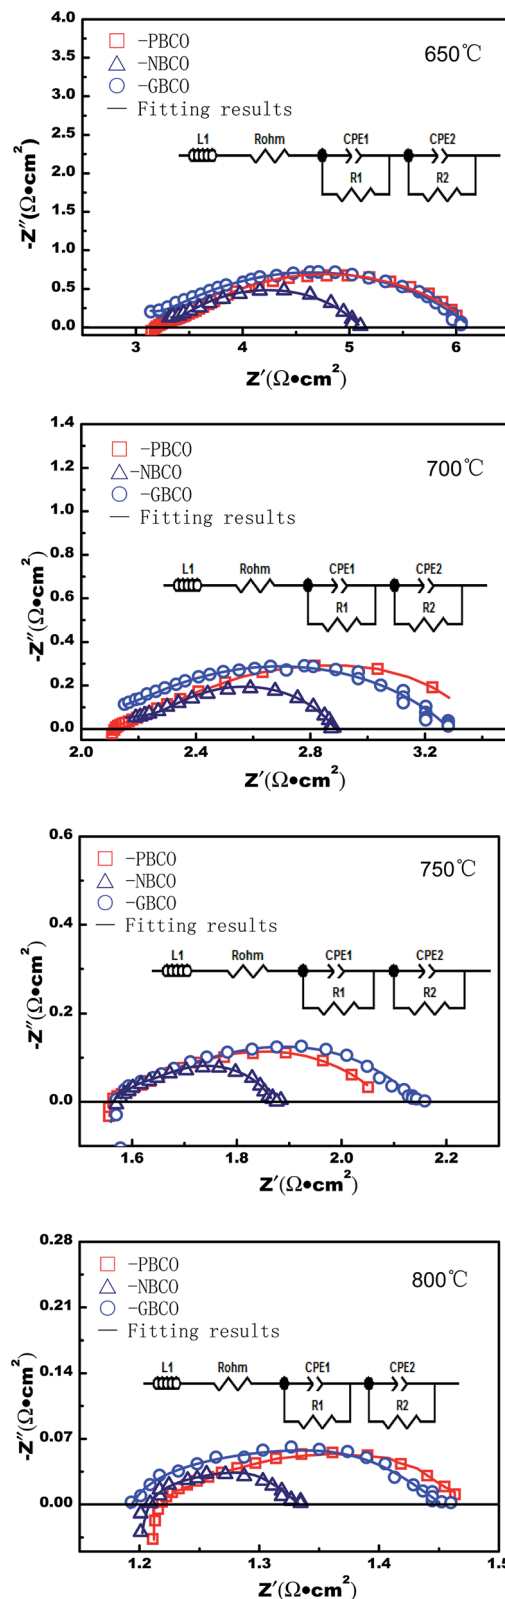 4.0
3.5
3.0
2.5
2.0
1.5
1.0
0.5
0.0
-Z″(Ω•cm²)
-PBCO
-NBCO
-GBCO
— Fitting results
650℃
L1
Rohm
CPE1
CPE2
R1
R2
3
4
5
6
Z′(Ω•cm²)
1.4
1.2
1.0
0.8
0.6
0.4
0.2
0.0
-Z″(Ω•cm²)
-PBCO
-NBCO
-GBCO
— Fitting results
700℃
L1
Rohm
CPE1
CPE2
R1
R2
2.0
2.4
2.8
3.2
Z′(Ω•cm²)
0.6
0.4
0.2
0.0
-Z″(Ω•cm²)
-PBCO
-NBCO
-GBCO
— Fitting results
750℃
L1
Rohm
CPE1
CPE2
R1
R2
1.6
1.8
2.0
2.2
Z′(Ω•cm²)
0.28
0.21
0.14
0.07
0.00
-Z″(Ω•cm²)
-PBCO
-NBCO
-GBCO
— Fitting results
800℃
L1
Rohm
CPE1
CPE2
R1
R2
1.2
1.3
1.4
1.5
Z′(Ω•cm²)